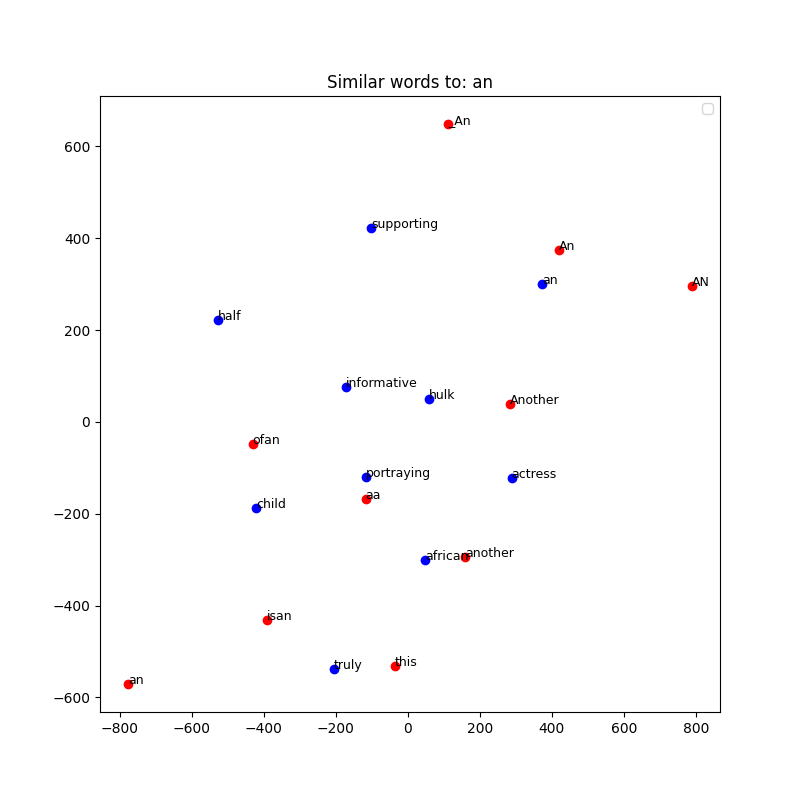 Similar words to: an
600
400
200
0
−200
−400
−600
_An
supporting
An
an
AN
half
informative
hulk
Another
ofan
portraying
actress
aa
child
african
another
isan
this
truly
an
−800
−600
−400
−200
0
200
400
600
800